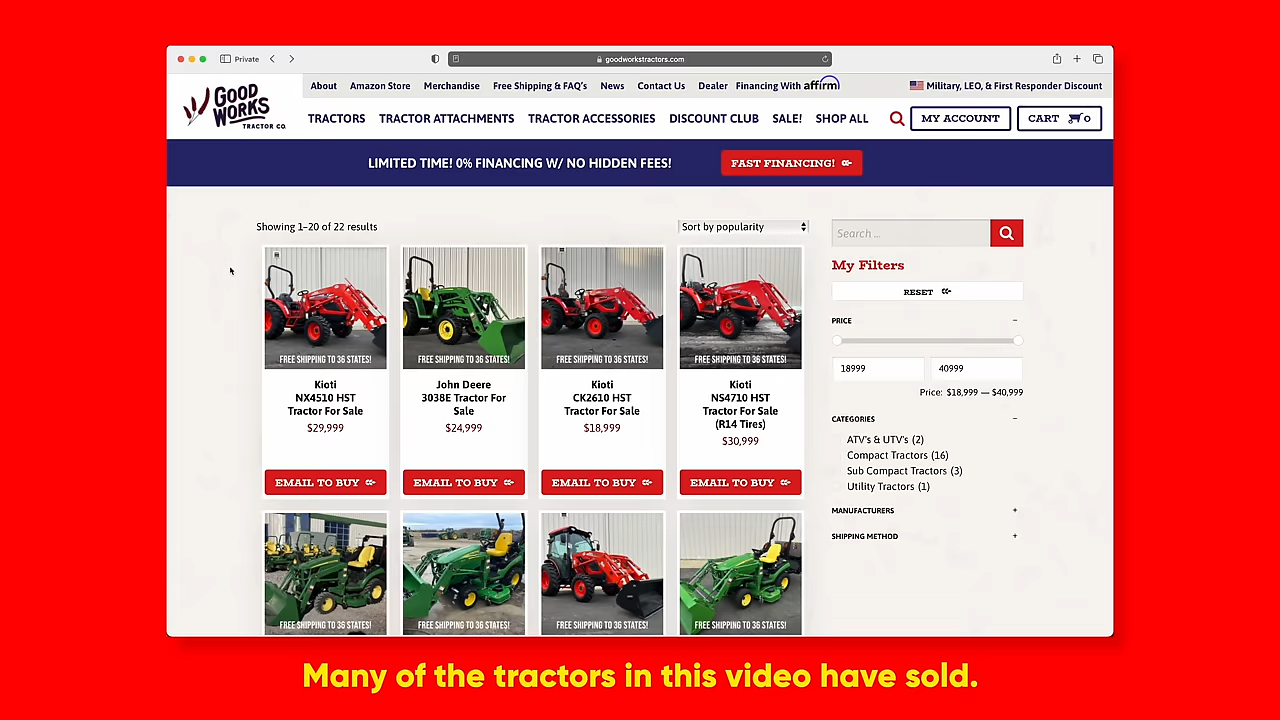 Private
goodworkstractors.com
GOOD
WORKS
TRACTOR CO.
About Amazon Store Merchandise Free Shipping & FAQ's News Contact Us Dealer Financing With affirm Military, LEO, & First Responder Discount
TRACTORS TRACTOR ATTACHMENTS TRACTOR ACCESSORIES DISCOUNT CLUB SALE! SHOP ALL MY ACCOUNT CART 0
LIMITED TIME! 0% FINANCING W/ NO HIDDEN FEES! FAST FINANCING!
Showing 1–20 of 22 results Sort by popularity
FREE SHIPPING TO 36 STATES! FREE SHIPPING TO 36 STATES! FREE SHIPPING TO 36 STATES! FREE SHIPPING TO 36 STATES!
Kioti
NX4510 HST
Tractor For Sale
$29,999
EMAIL TO BUY
John Deere
3038E Tractor For
Sale
$24,999
EMAIL TO BUY
Kioti
CK2610 HST
Tractor For Sale
$18,999
EMAIL TO BUY
Kioti
NS4710 HST
Tractor For Sale
(R14 Tires)
$30,999
EMAIL TO BUY
FREE SHIPPING TO 36 STATES! FREE SHIPPING TO 36 STATES! FREE SHIPPING TO 36 STATES! FREE SHIPPING TO 36 STATES!
Search ...
My Filters
RESET
PRICE −
18999 40999
Price: $18,999 — $40,999
CATEGORIES −
ATV's & UTV's (2)
Compact Tractors (16)
Sub Compact Tractors (3)
Utility Tractors (1)
MANUFACTURERS +
SHIPPING METHOD +
Many of the tractors in this video have sold.